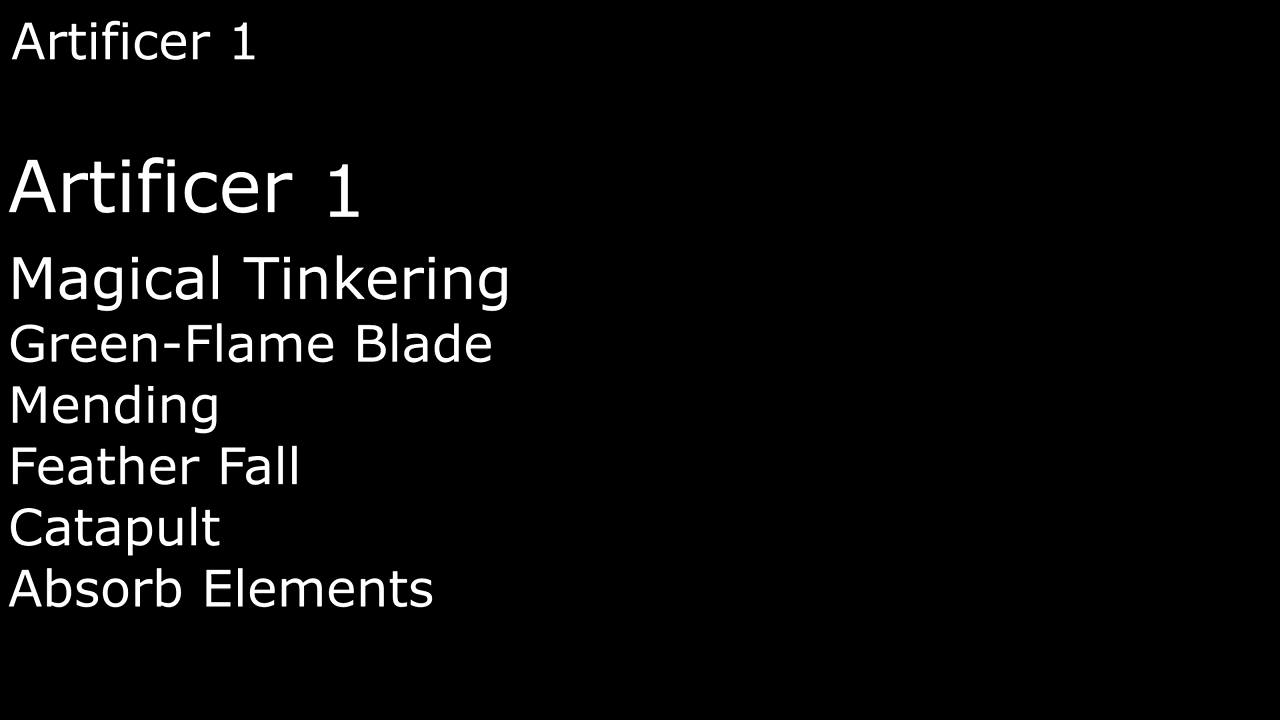 Artificer 1
Artificer 1
Magical Tinkering
Green-Flame Blade
Mending
Feather Fall
Catapult
Absorb Elements